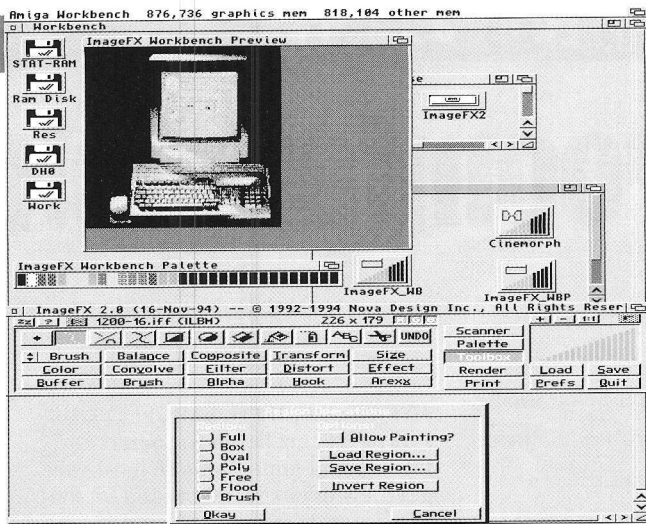 Amiga Workbench 876,736 graphics mem 818,104 other mem
Workbench
STAT-RAM
Ram Disk
Res
DH0
Work
ImageFX Workbench Preview
ImageFX2
Cinemorph
ImageFX_WB
ImageFX_WBP
ImageFX Workbench Palette
ImageFX 2.0 (16-Nov-94) -- © 1992-1994 Nova Design Inc., All Rights Reser
zz ? 1200-16.iff (ILBM) 226 x 179 + - 1:1
UNDO
Scanner
Palette
Toolbox
Brush Balance Composite Transform Size
Color Convolve Filter Distort Effect Render Load Save
Buffer Brush Alpha Hook Arexx Print Prefs Quit
Full
Box
Oval
Poly
Free
Flood
Brush
Allow Painting?
Load Region...
Save Region...
Invert Region
Okay Cancel